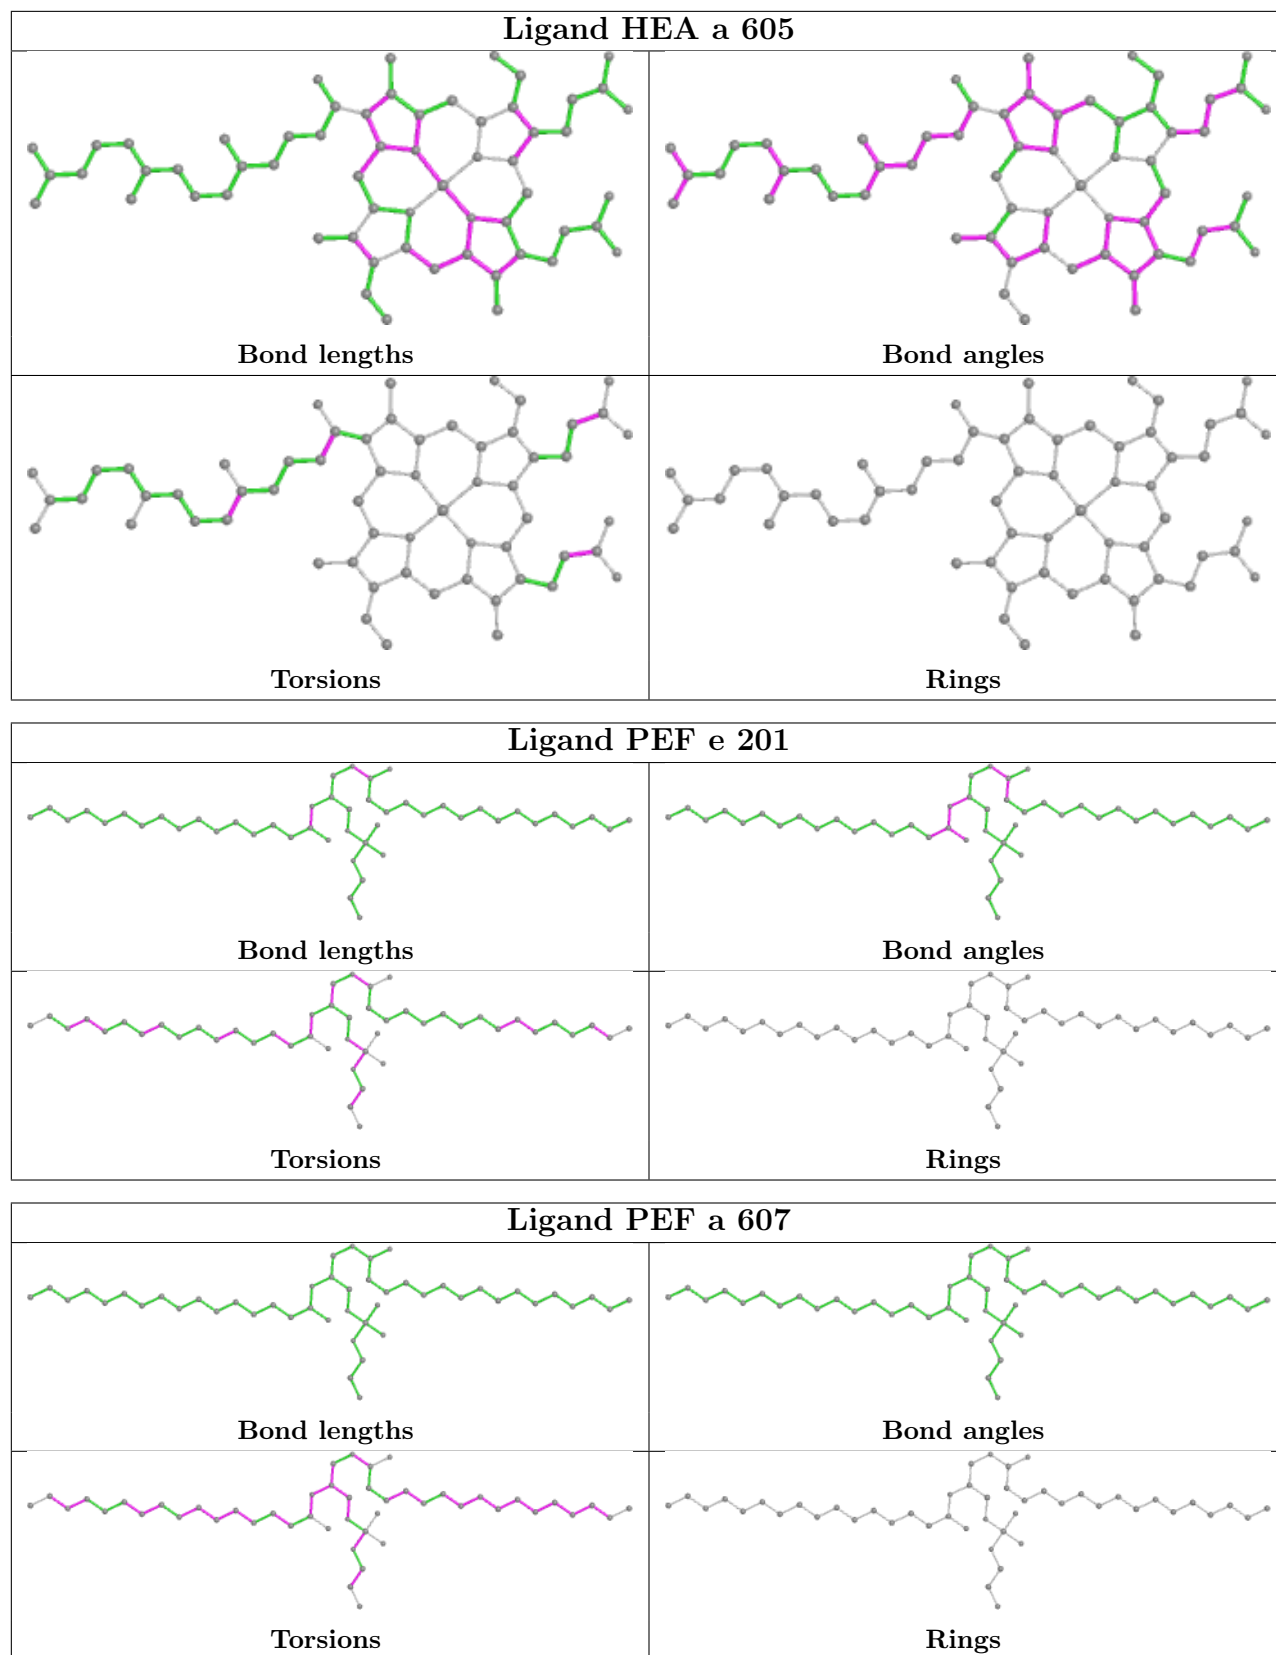 Ligand HEA a 605
Bond lengths
Bond angles
Torsions
Rings
Ligand PEF e 201
Bond lengths
Bond angles
Torsions
Rings
Ligand PEF a 607
Bond lengths
Bond angles
Torsions
Rings